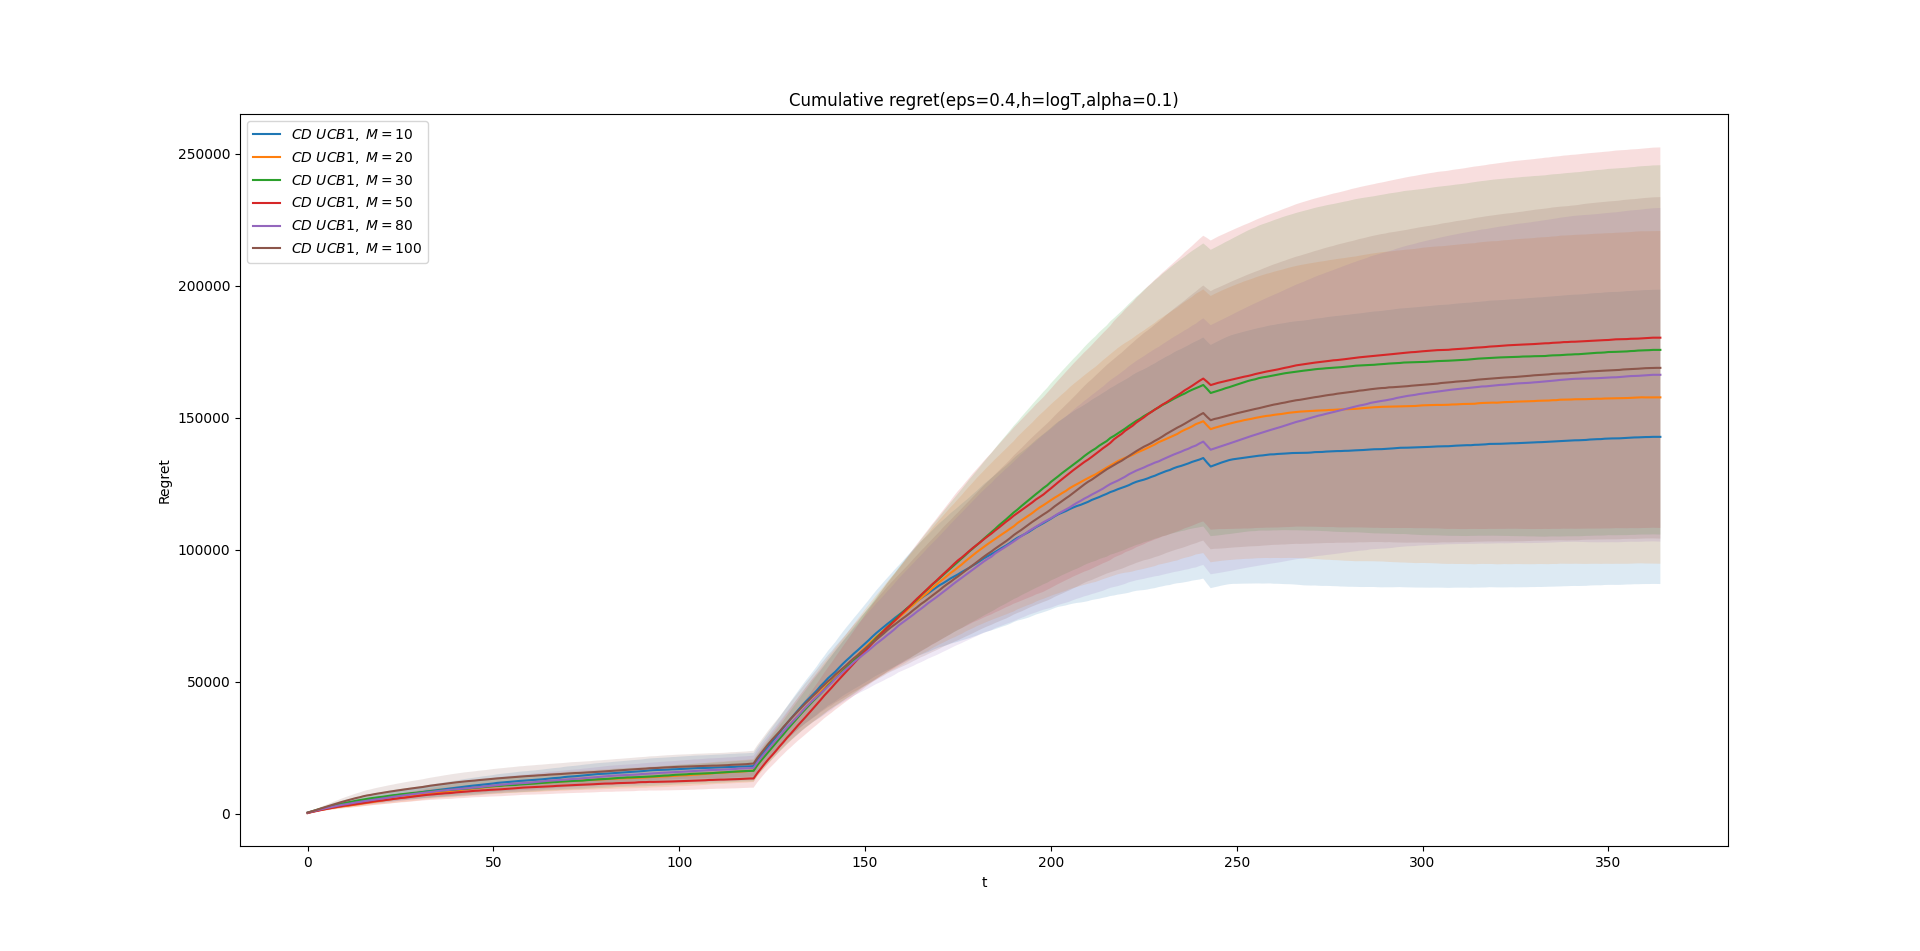 Cumulative regret(eps=0.4,h=logT,alpha=0.1)
CD UCB1, M = 10
CD UCB1, M = 20
CD UCB1, M = 30
CD UCB1, M = 50
CD UCB1, M = 80
CD UCB1, M = 100
Regret
250000
200000
150000
100000
50000
0
0 50 100 150 200 250 300 350
t